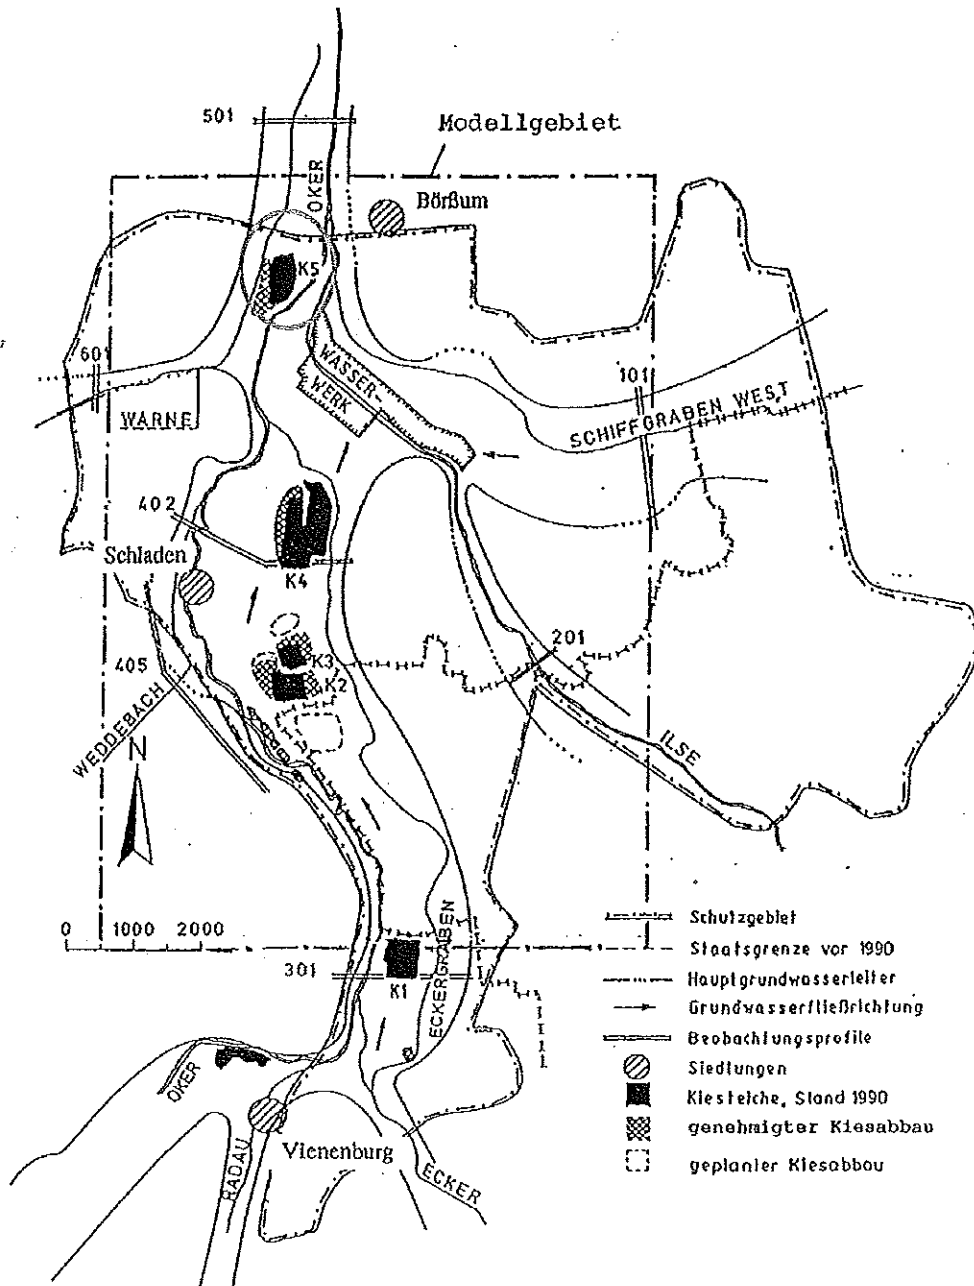 501
Modellgebiet
OKER
Börßum
K5
601
WASSER-
WERK
101
WARNE
SCHIFFGRABEN WEST
402
Schladen
K4
201
K3
405
K2
WEDDEBACH
ILSE
N
0 1000 2000
ECKERGRABEN
301
K1
Schutzgebiet
Staatsgrenze vor 1990
Hauptgrundwasserleiter
Grundwasserfließrichtung
Beobachtungsprofile
Siedlungen
Kiesteiche, Stand 1990
genehmigter Kiesabbau
geplanter Kiesabbau
OKER
Vienenburg
RADAU
ECKER